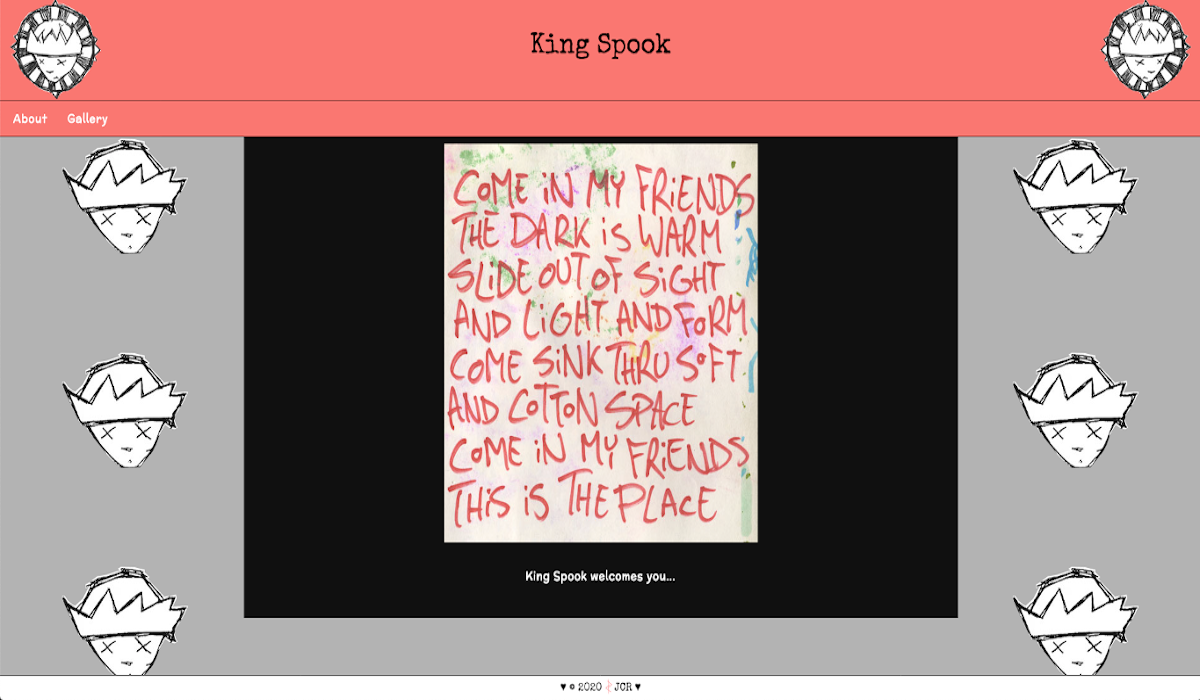 King Spook
About Gallery
COME iN MY FRiENDS
THE DARK iS WARM
SLiDE OUT OF SiGHT
AND LiGHT AND FORM
COME SiNK THRU SOFT
AND COTTON SPACE
COME iN MY FRiENDS
THiS iS THE PLACE
King Spook welcomes you...
♥ © 2020 JCR ♥